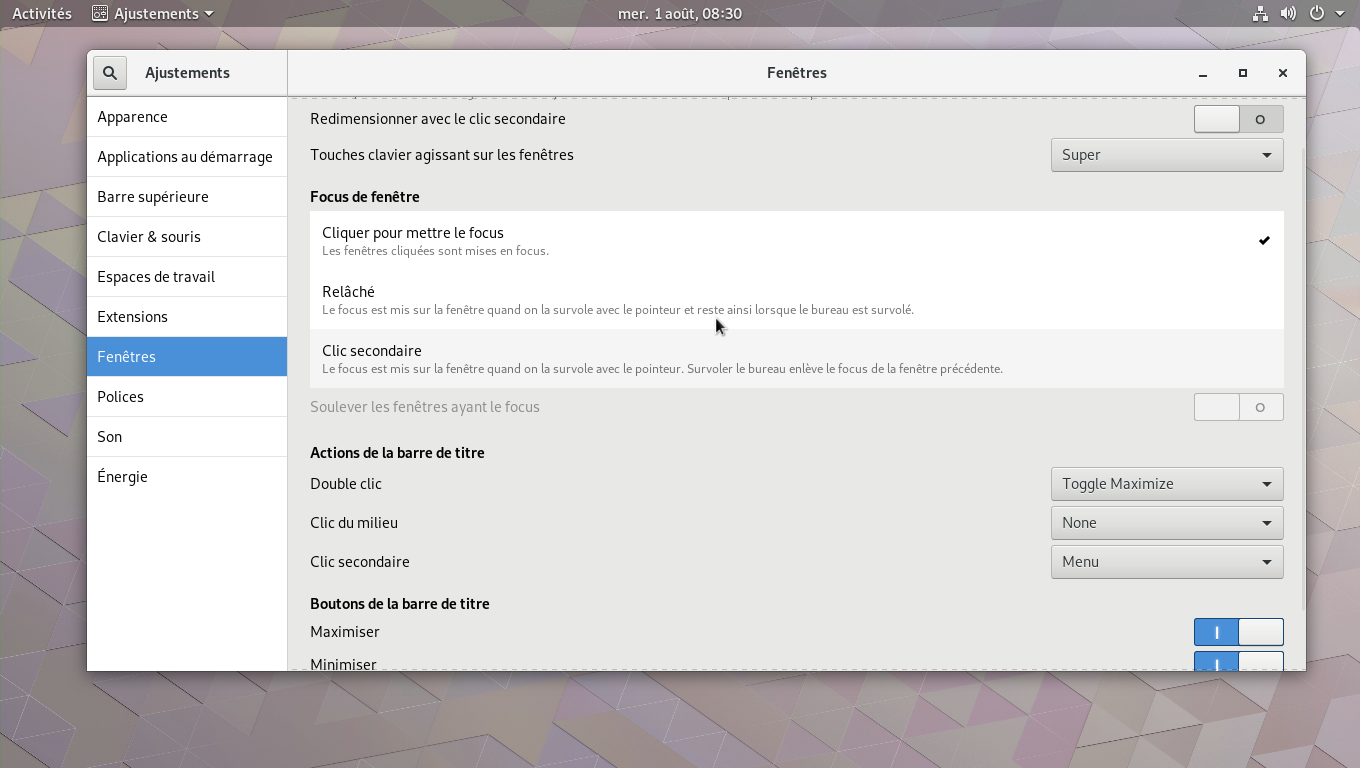 Activités
Ajustements
mer. 1 août, 08:30
Ajustements
Fenêtres
Apparence
Applications au démarrage
Barre supérieure
Clavier & souris
Espaces de travail
Extensions
Fenêtres
Polices
Son
Énergie
Redimensionner avec le clic secondaire
Touches clavier agissant sur les fenêtres
Super
Focus de fenêtre
Cliquer pour mettre le focus
Les fenêtres cliquées sont mises en focus.
Relâché
Le focus est mis sur la fenêtre quand on la survole avec le pointeur et reste ainsi lorsque le bureau est survolé.
Clic secondaire
Le focus est mis sur la fenêtre quand on la survole avec le pointeur. Survoler le bureau enlève le focus de la fenêtre précédente.
Soulever les fenêtres ayant le focus
Actions de la barre de titre
Double clic
Toggle Maximize
Clic du milieu
None
Clic secondaire
Menu
Boutons de la barre de titre
Maximiser
Minimiser